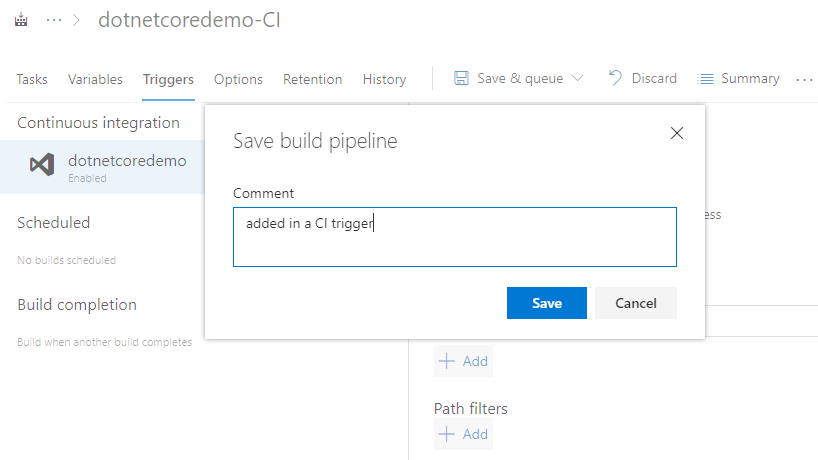 dotnetcoredemo-CI
Tasks Variables Triggers Options Retention History Save & queue Discard Summary
Continuous integration
dotnetcoredemo
Enabled
Scheduled
No builds scheduled
Build completion
Build when another build completes
Save build pipeline
Comment
added in a CI trigger
Save Cancel
Add
Path filters
Add